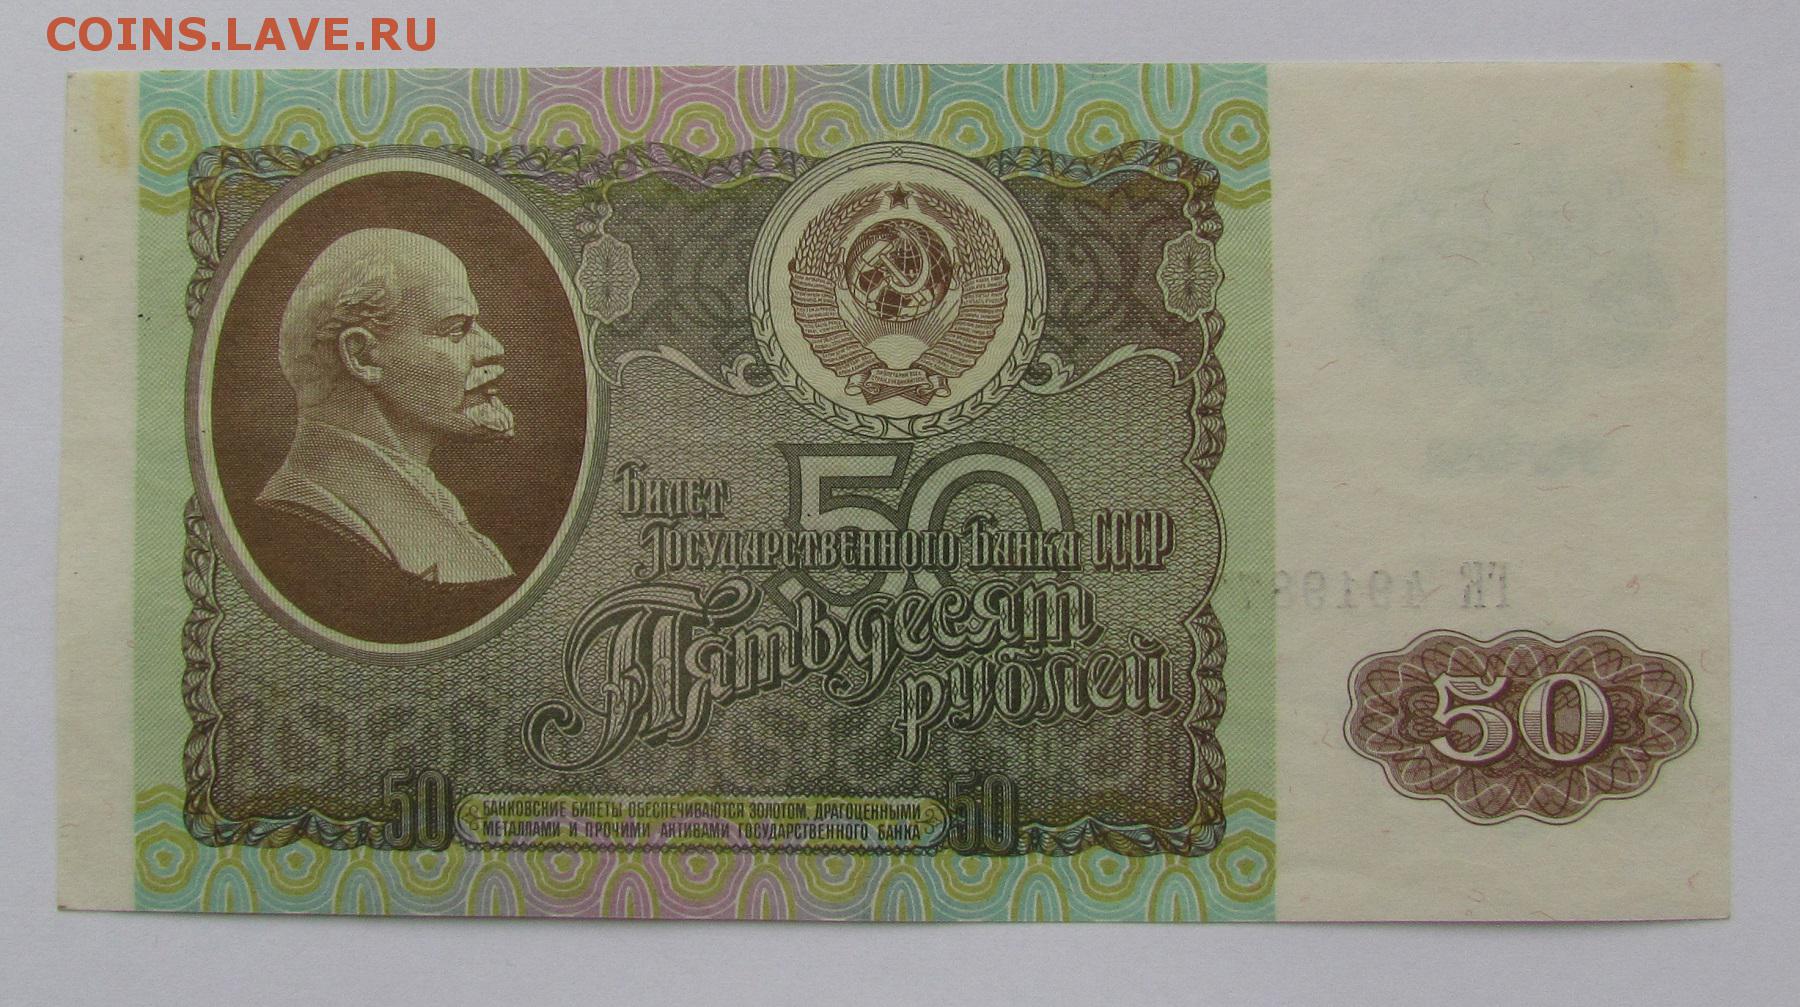 COINS.LAVE.RU
Билет
Государственного Банка СССР
50
Пятьдесят
рублей
50
50 БАНКОВСКИЕ БИЛЕТЫ ОБЕСПЕЧИВАЮТСЯ ЗОЛОТОМ, ДРАГОЦЕННЫМИ 50
МЕТАЛЛАМИ И ПРОЧИМИ АКТИВАМИ ГОСУДАРСТВЕННОГО БАНКА